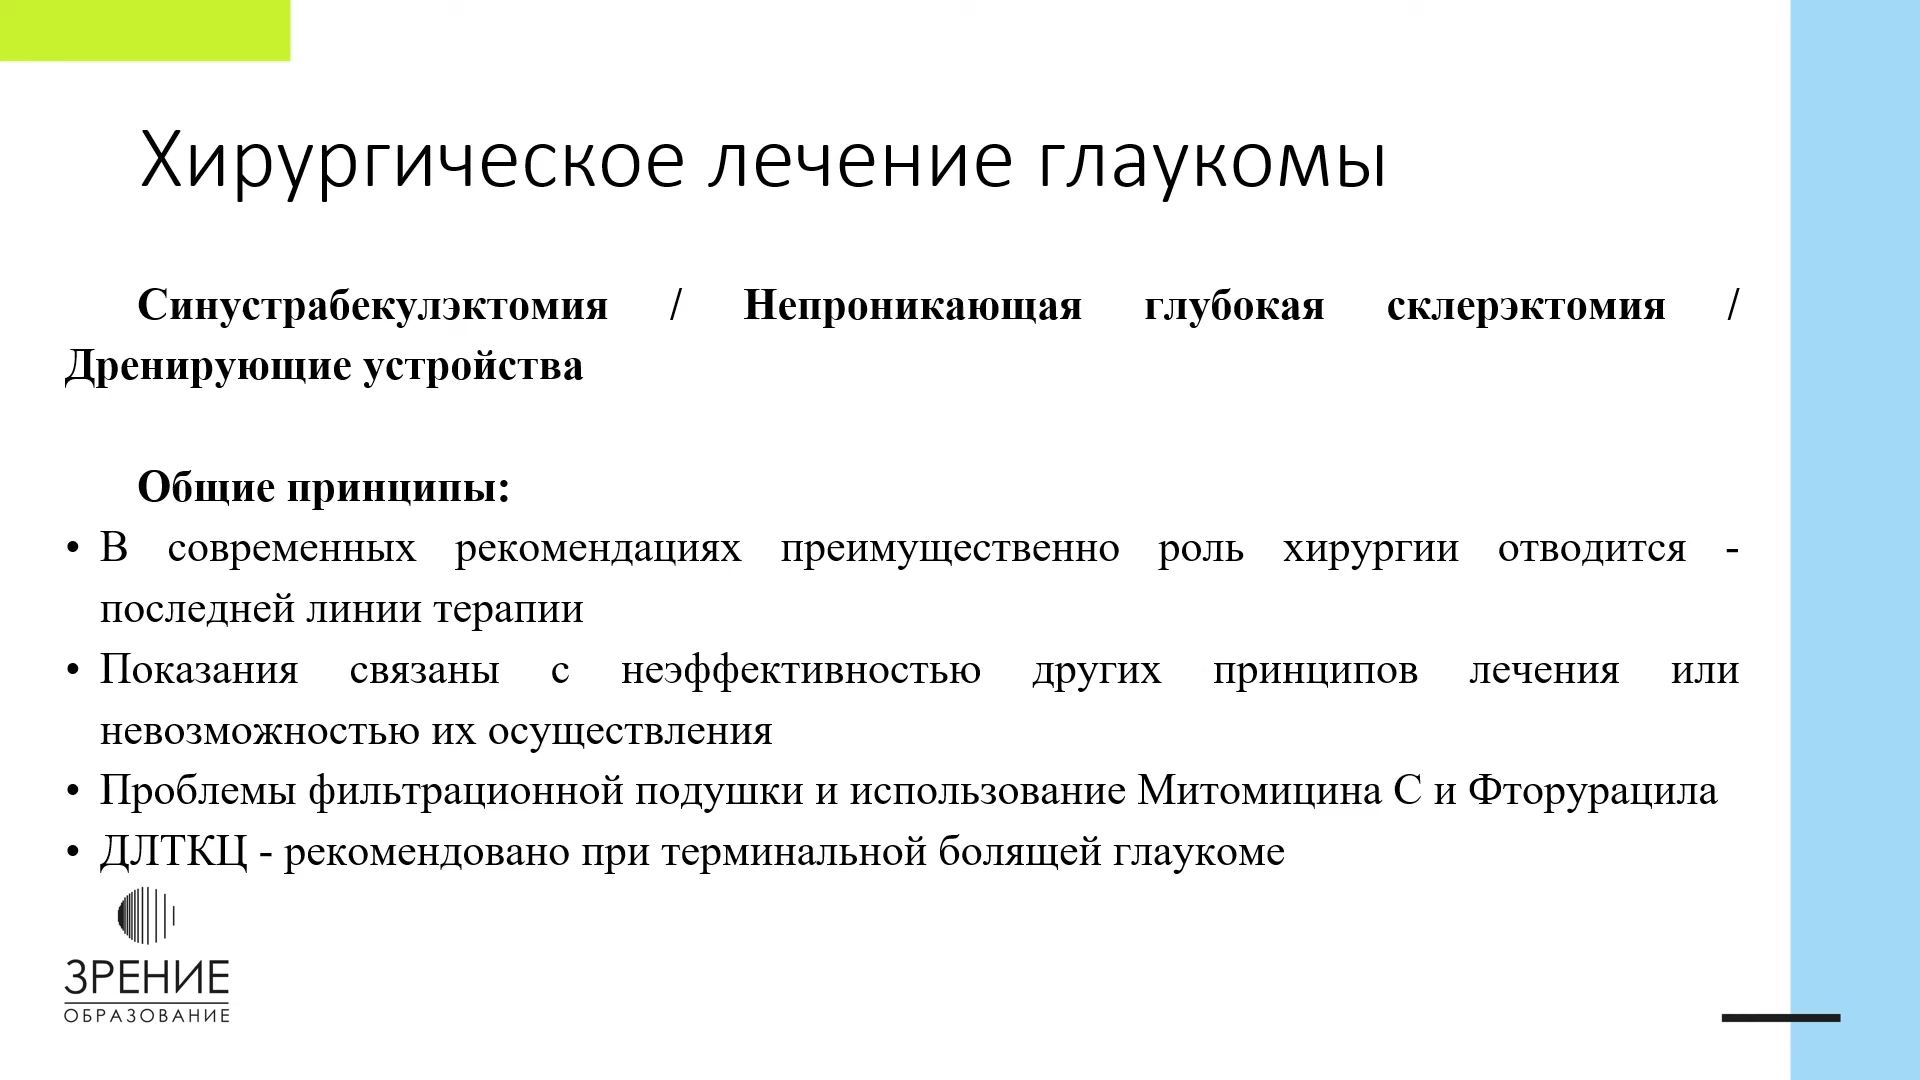 Хирургическое лечение глаукомы
Синустрабекулэктомия / Непроникающая глубокая склерэктомия /
Дренирующие устройства
Общие принципы:
• В современных рекомендациях преимущественно роль хирургии отводится -
последней линии терапии
• Показания связаны с неэффективностью других принципов лечения или
невозможностью их осуществления
• Проблемы фильтрационной подушки и использование Митомицина С и Фторурацила
• ДЛТКЦ - рекомендовано при терминальной болящей глаукоме
ЗРЕНИЕ
ОБРАЗОВАНИЕ